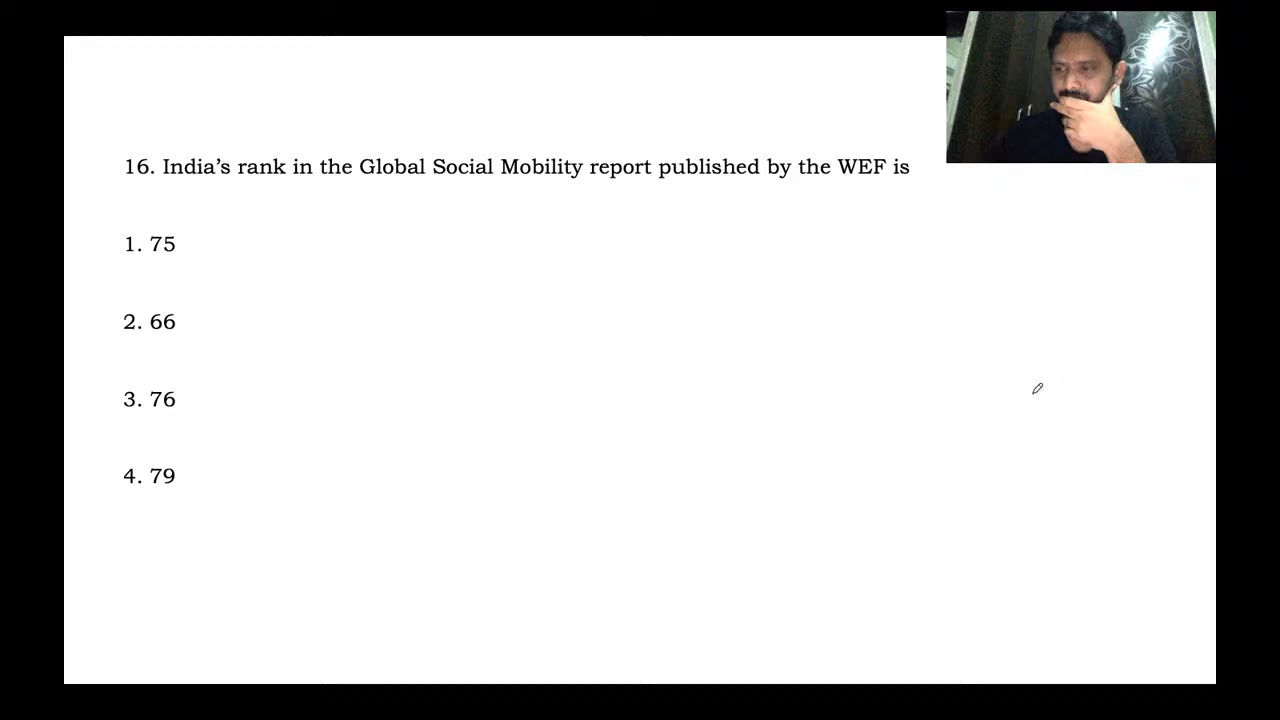 16. India’s rank in the Global Social Mobility report published by the WEF is
1. 75
2. 66
3. 76
4. 79